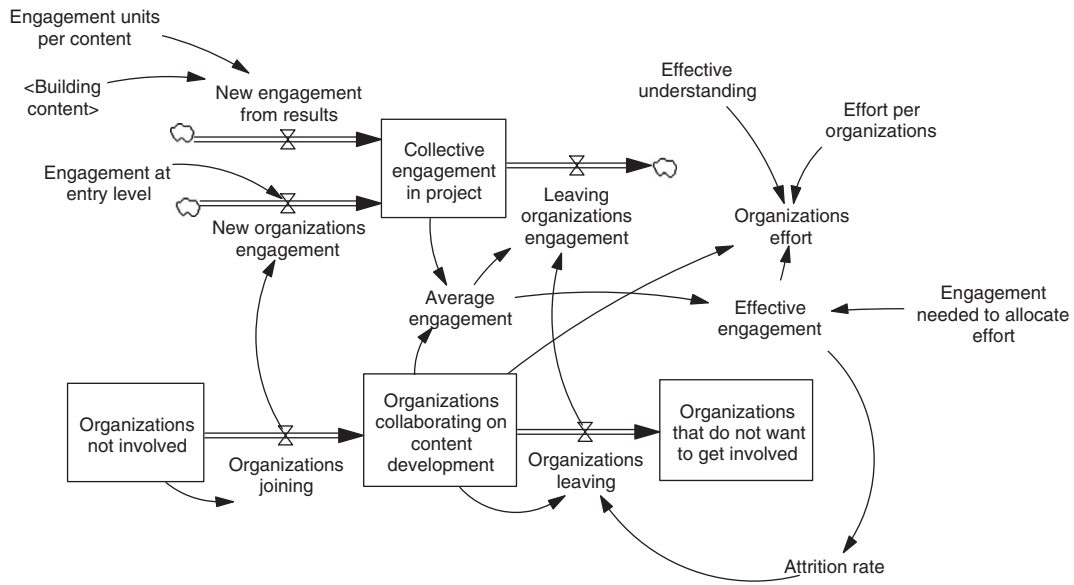 Engagement units
per content
<Building
content>
New engagement
from results
Effective
understanding
Effort per
organizations
Collective
engagement
in project
Engagement at
entry level
New organizations
engagement
Leaving
organizations
engagement
Organizations
effort
Average
engagement
Effective
engagement
Engagement
needed to allocate
effort
Organizations
not involved
Organizations
joining
Organizations
collaborating on
content
development
Organizations
leaving
Organizations
that do not want
to get involved
Attrition rate